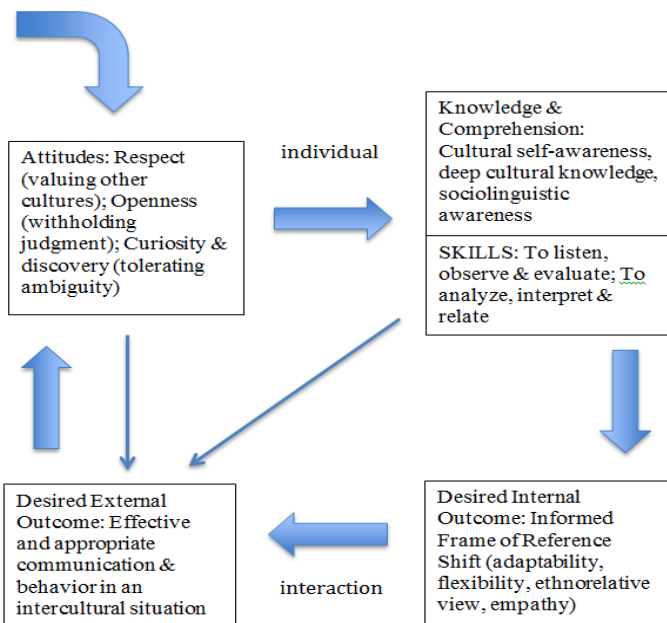 Attitudes: Respect
(valuing other
cultures); Openness
(withholding
judgment); Curiosity &
discovery (tolerating
ambiguity)
individual
Knowledge &
Comprehension:
Cultural self-awareness,
deep cultural knowledge,
sociolinguistic
awareness
SKILLS: To listen,
observe & evaluate; To
analyze, interpret &
relate
Desired External
Outcome: Effective
and appropriate
communication &
behavior in an
intercultural situation
interaction
Desired Internal
Outcome: Informed
Frame of Reference
Shift (adaptability,
flexibility, ethnorelative
view, empathy)